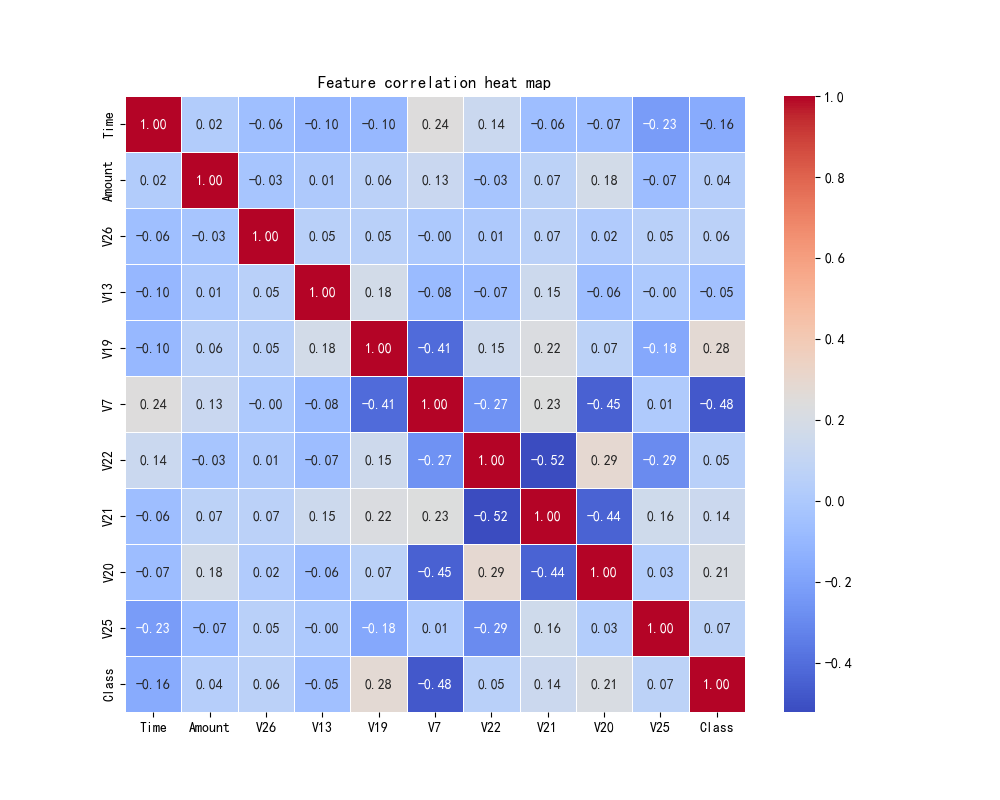 Feature correlation heat map
Time 1.00 0.02 -0.06 -0.10 -0.10 0.24 0.14 -0.06 -0.07 -0.23 -0.16
Amount 0.02 1.00 -0.03 0.01 0.06 0.13 -0.03 0.07 0.18 -0.07 0.04
V26 -0.06 -0.03 1.00 0.05 0.05 -0.00 0.01 0.07 0.02 0.05 0.06
V13 -0.10 0.01 0.05 1.00 0.18 -0.08 -0.07 0.15 -0.06 -0.00 -0.05
V19 -0.10 0.06 0.05 0.18 1.00 -0.41 0.15 0.22 0.07 -0.18 0.28
V7 0.24 0.13 -0.00 -0.08 -0.41 1.00 -0.27 0.23 -0.45 0.01 -0.48
V22 0.14 -0.03 0.01 -0.07 0.15 -0.27 1.00 -0.52 0.29 -0.29 0.05
V21 -0.06 0.07 0.07 0.15 0.22 0.23 -0.52 1.00 -0.44 0.16 0.14
V20 -0.07 0.18 0.02 -0.06 0.07 -0.45 0.29 -0.44 1.00 0.03 0.21
V25 -0.23 -0.07 0.05 -0.00 -0.18 0.01 -0.29 0.16 0.03 1.00 0.07
Class -0.16 0.04 0.06 -0.05 0.28 -0.48 0.05 0.14 0.21 0.07 1.00
Time Amount V26 V13 V19 V7 V22 V21 V20 V25 Class
1.0
0.8
0.6
0.4
0.2
0.0
-0.2
-0.4